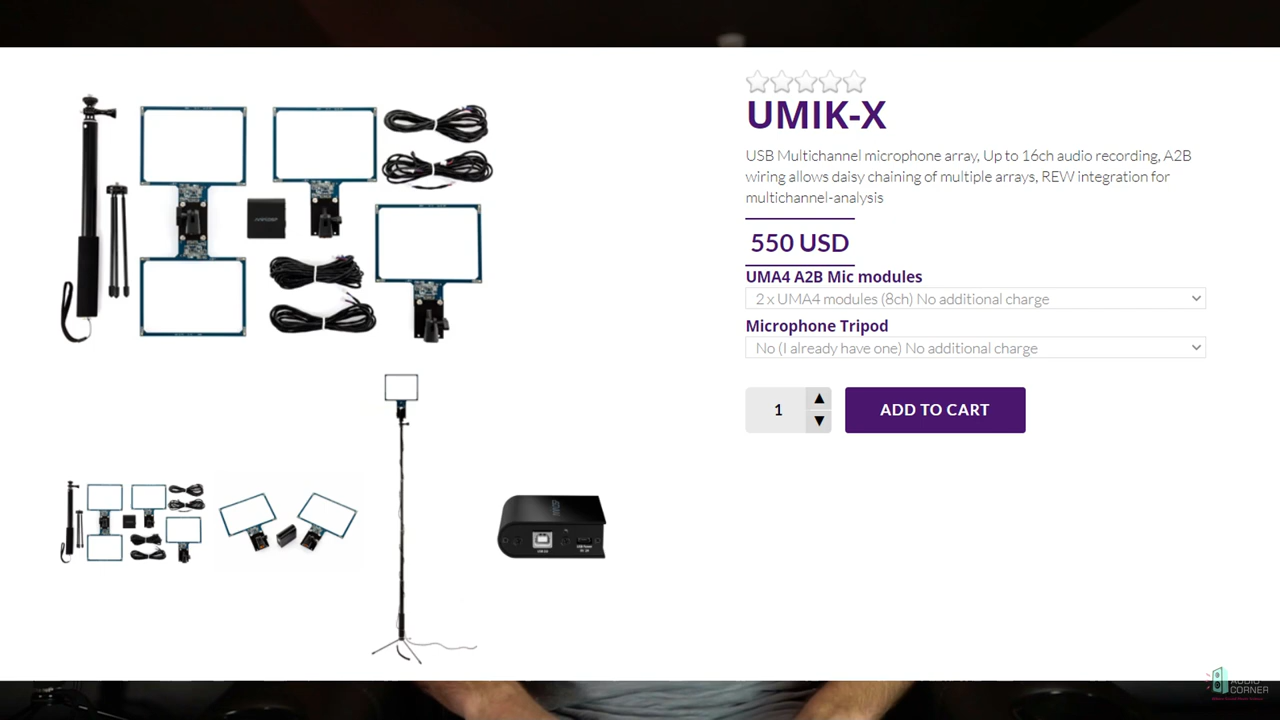 UMIK-X
USB Multichannel microphone array, Up to 16ch audio recording, A2B
wiring allows daisy chaining of multiple arrays, REW integration for
multichannel-analysis
550 USD
UMA4 A2B Mic modules
2 x UMA4 modules (8ch) No additional charge
Microphone Tripod
No (I already have one) No additional charge
1
ADD TO CART
AUDIO
CORNER